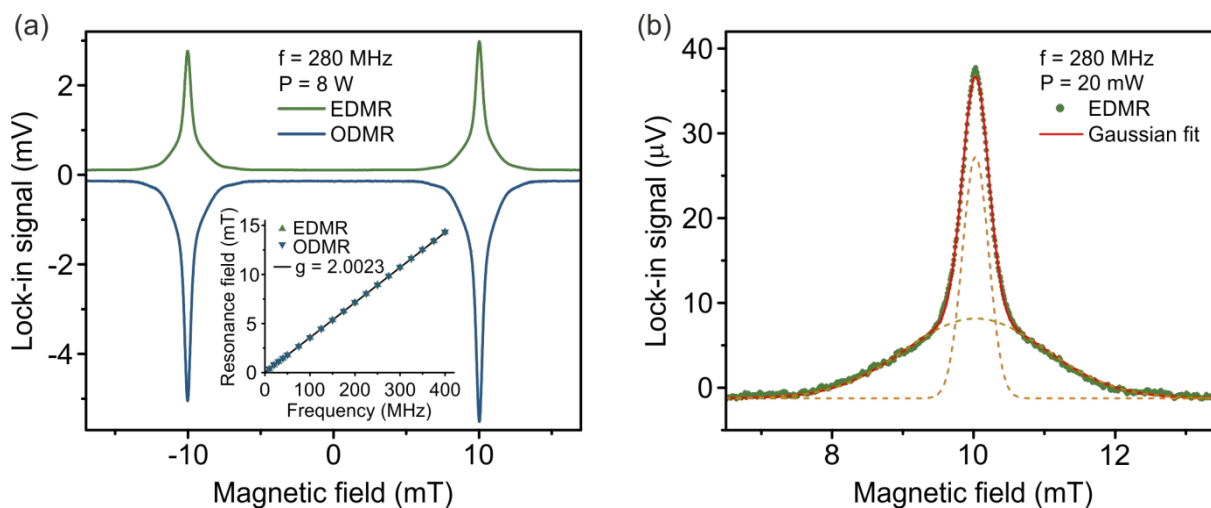 (a)
f = 280 MHz
P = 8 W
EDMR
ODMR
Lock-in signal (mV)
2
0
-2
-4
-10
0
10
Magnetic field (mT)
EDMR
ODMR
g = 2.0023
Resonance field (mT)
15
10
5
0
0
100
200
300
400
Frequency (MHz)
(b)
f = 280 MHz
P = 20 mW
EDMR
Gaussian fit
Lock-in signal (μV)
40
30
20
10
0
8
10
12
Magnetic field (mT)